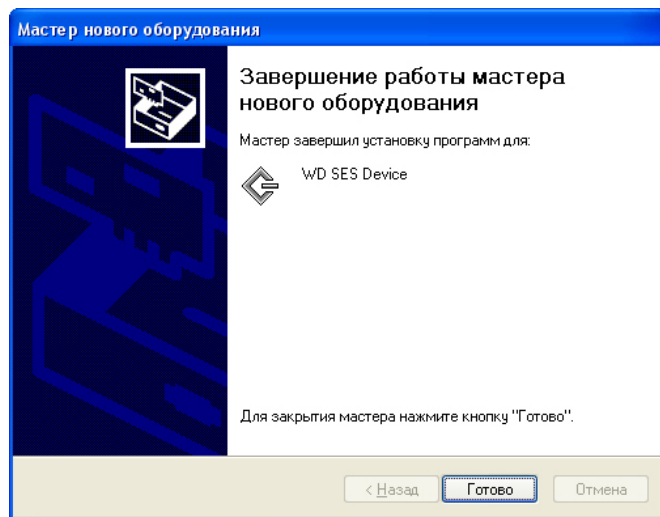 Мастер нового оборудования
Завершение работы мастера
нового оборудования
Мастер завершил установку программ для:
WD SES Device
Для закрытия мастера нажмите кнопку "Готово".
< Назад
Готово
Отмена